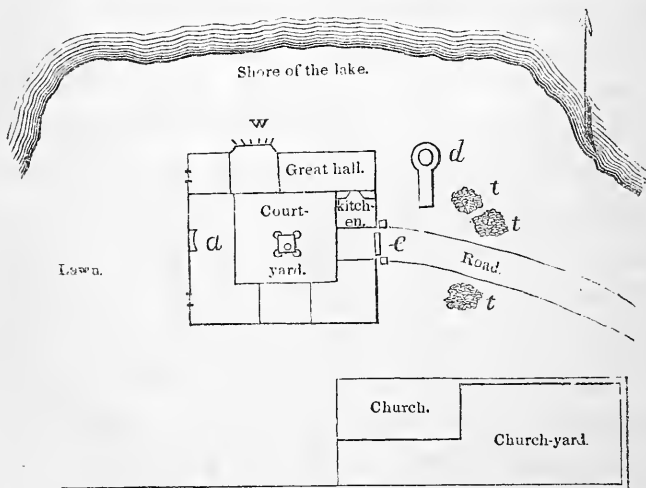 Shore of the lake.
w
Great hall.
d
t
Court-
kitch-
en.
t
a
e
yard.
Road.
Lawn.
t
Church.
Church-yard.